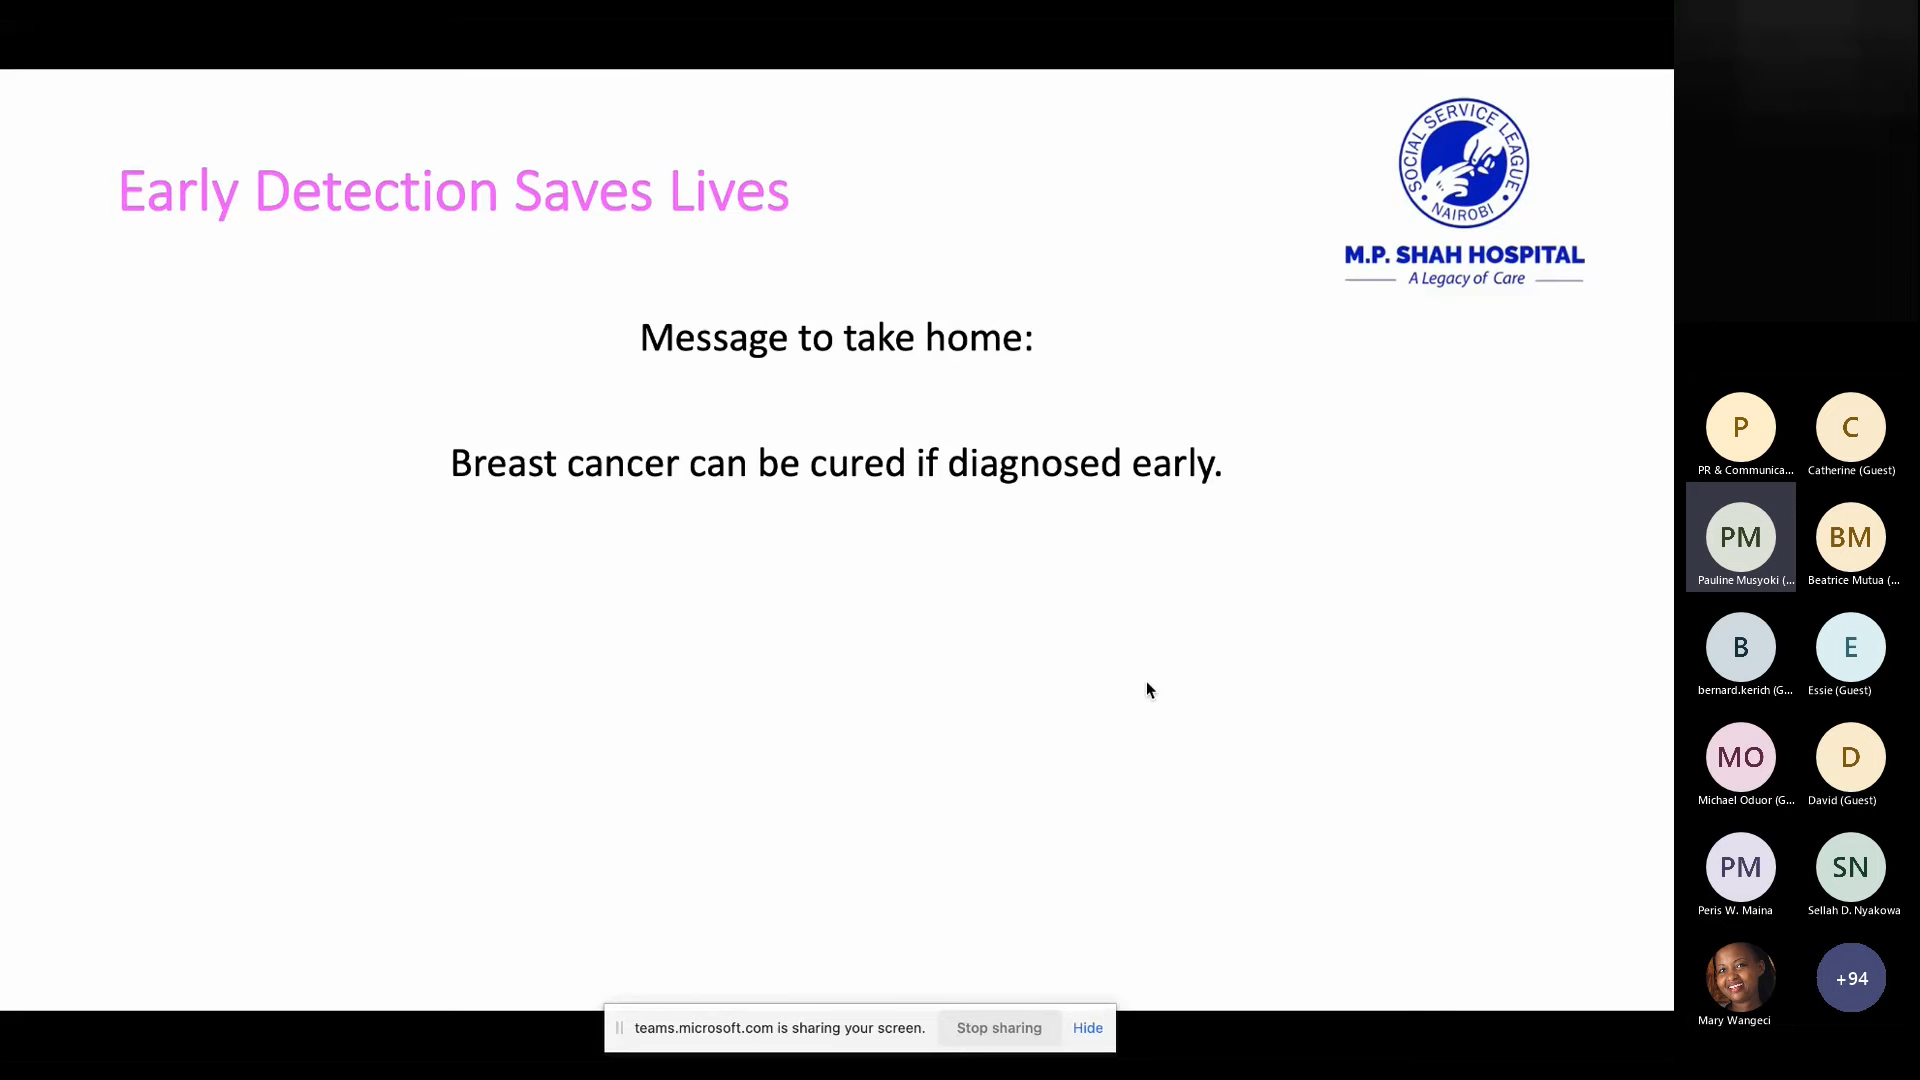 Early Detection Saves Lives
SOCIAL SERVICE LEAGUE
NAIROBI
M.P. SHAH HOSPITAL
A Legacy of Care
Message to take home:
Breast cancer can be cured if diagnosed early.
P
C
PR & Communica...
Catherine (Guest)
PM
BM
Pauline Musyoki (...
Beatrice Mutua (...
B
E
bernard.kerich (G...
Essie (Guest)
MO
D
Michael Oduor (G...
David (Guest)
PM
SN
Peris W. Maina
Sellah D. Nyakowa
+94
Mary Wangeci
teams.microsoft.com is sharing your screen.
Stop sharing
Hide